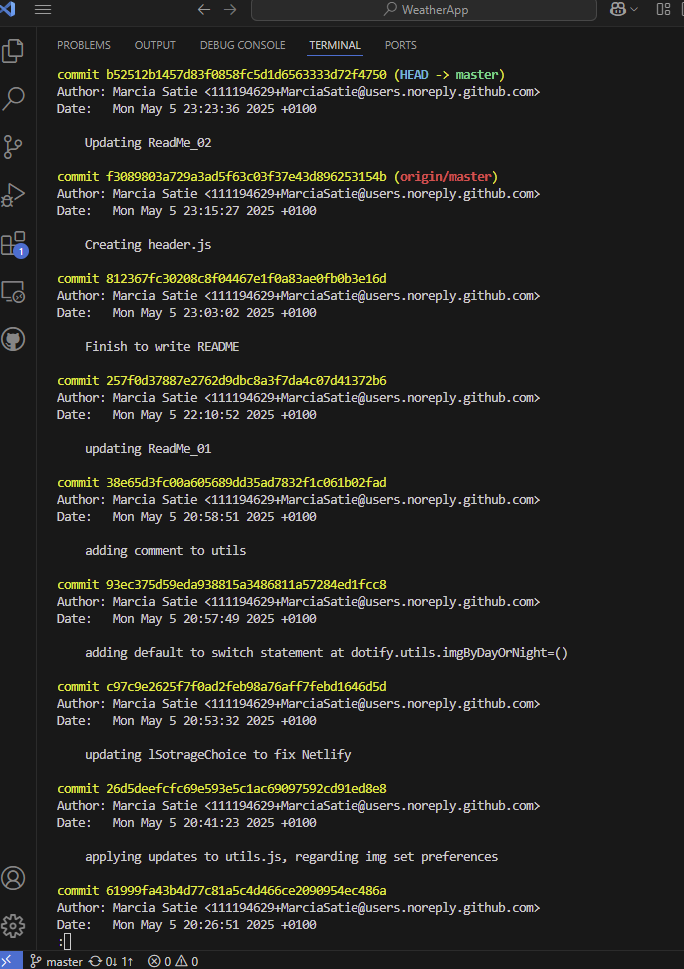 WeatherApp
PROBLEMS OUTPUT DEBUG CONSOLE TERMINAL PORTS
commit b52512b1457d83f0858fc5d1d6563333d72f4750 (HEAD -> master)
Author: Marcia Satie <111194629+MarciaSatie@users.noreply.github.com>
Date:   Mon May 5 23:23:36 2025 +0100
Updating ReadMe_02
commit f3089803a729a3ad5f63c03f37e43d896253154b (origin/master)
Author: Marcia Satie <111194629+MarciaSatie@users.noreply.github.com>
Date:   Mon May 5 23:15:27 2025 +0100
Creating header.js
commit 812367fc30208c8f04467e1f0a83ae0fb0b3e16d
Author: Marcia Satie <111194629+MarciaSatie@users.noreply.github.com>
Date:   Mon May 5 23:03:02 2025 +0100
Finish to write README
commit 257f0d37887e2762d9dbc8a3f7da4c07d41372b6
Author: Marcia Satie <111194629+MarciaSatie@users.noreply.github.com>
Date:   Mon May 5 22:10:52 2025 +0100
updating ReadMe_01
commit 38e65d3fc00a605689dd35ad7832f1c061b02fad
Author: Marcia Satie <111194629+MarciaSatie@users.noreply.github.com>
Date:   Mon May 5 20:58:51 2025 +0100
adding comment to utils
commit 93ec375d59eda938815a3486811a57284ed1fcc8
Author: Marcia Satie <111194629+MarciaSatie@users.noreply.github.com>
Date:   Mon May 5 20:57:49 2025 +0100
adding default to switch statement at dotify.utils.imgByDayOrNight=()
commit c97c9e2625f7f0ad2feb98a76aff7febd1646d5d
Author: Marcia Satie <111194629+MarciaSatie@users.noreply.github.com>
Date:   Mon May 5 20:53:32 2025 +0100
updating lSotrageChoice to fix Netlify
commit 26d5deefcfc69e593e5c1ac69097592cd91ed8e8
Author: Marcia Satie <111194629+MarciaSatie@users.noreply.github.com>
Date:   Mon May 5 20:41:23 2025 +0100
applying updates to utils.js, regarding img set preferences
commit 61999fa43b4d77c81a5c4d466ce2090954ec486a
Author: Marcia Satie <111194629+MarciaSatie@users.noreply.github.com>
Date:   Mon May 5 20:26:51 2025 +0100
:
1
master 0↓ 1↑ 0 0